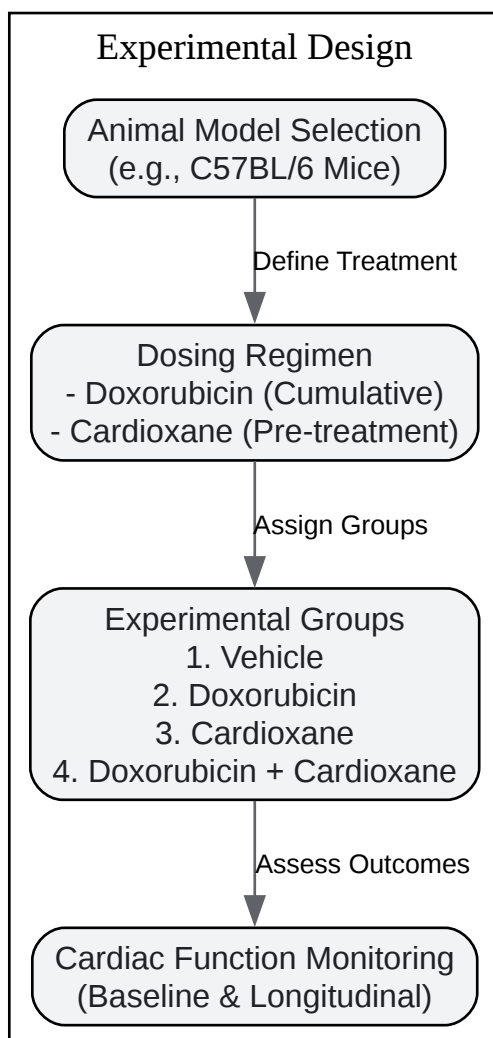 Experimental Design
Animal Model Selection
(e.g., C57BL/6 Mice)
Define Treatment
Dosing Regimen
- Doxorubicin (Cumulative)
- Cardioxane (Pre-treatment)
Assign Groups
Experimental Groups
1. Vehicle
2. Doxorubicin
3. Cardioxane
4. Doxorubicin + Cardioxane
Assess Outcomes
Cardiac Function Monitoring
(Baseline & Longitudinal)